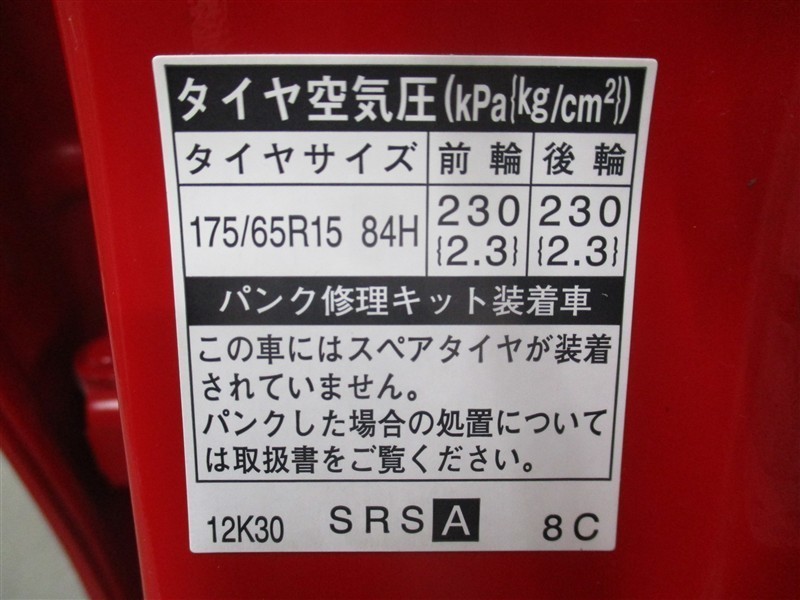 タイヤ空気圧(kPa{kg/cm²})
タイヤサイズ 前輪 後輪
175/65R15 84H 230 {2.3} 230 {2.3}
パンク修理キット装着車
この車にはスペアタイヤが装着
されていません。
パンクした場合の処置について
は取扱書をご覧ください。
12K30 SRS A 8C